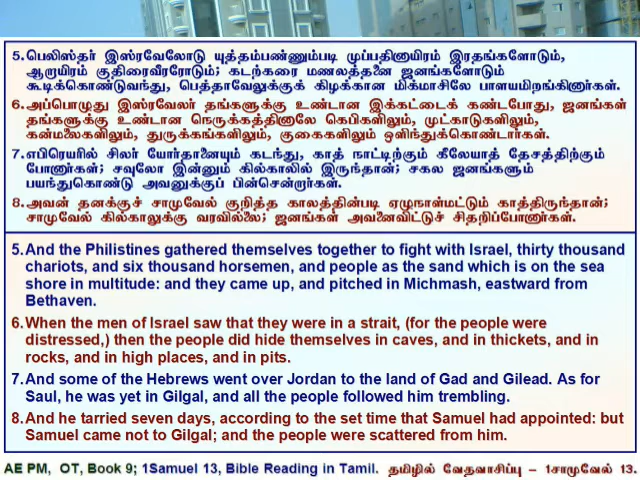 5. பெலிஸ்தர் இஸ்ரவேலோடு யுத்தம்பண்ணும்படி முப்பதினாயிரம் இரதங்களோடும்,
ஆறாயிரம் குதிரைவீரரோடும்; கடற்கரை மணலத்தனை ஜனங்களோடும்
கூடிக்கொண்டுவந்து, பெத்தாவேலுக்குக் கிழக்கான மிக்மாசிலே பாளயமிறங்கினார்கள்.
6. அப்பொழுது இஸ்ரவேலர் தங்களுக்கு உண்டான இக்கட்டைக் கண்டபோது, ஜனங்கள்
தங்களுக்கு உண்டான நெருக்கத்தினாலே கெபிகளிலும், முட்காடுகளிலும்,
கன்மலைகளிலும், துருக்கங்களிலும், குகைகளிலும் ஒளித்துக்கொண்டார்கள்.
7. எபிரெயரில் சிலர் யோர்தானையும் கடந்து, காத் நாட்டிற்கும் கீலேயாத் தேசத்திற்கும்
போனார்கள்; சவுலோ இன்னும் கில்காலில் இருந்தான்; சகல ஜனங்களும்
பயந்துகொண்டு அவனுக்குப் பின்சென்றார்கள்.
8. அவன் தனக்குச் சாமுவேல் குறித்த காலத்தின்படி ஏழுநாள்மட்டும் காத்திருந்தான்;
சாமுவேல் கில்காலுக்கு வரவில்லை; ஜனங்கள் அவனைவிட்டுச் சிதறிப்போனார்கள்.
5. And the Philistines gathered themselves together to fight with Israel, thirty thousand
chariots, and six thousand horsemen, and people as the sand which is on the sea
shore in multitude: and they came up, and pitched in Michmash, eastward from
Bethaven.
6. When the men of Israel saw that they were in a strait, (for the people were
distressed,) then the people did hide themselves in caves, and in thickets, and in
rocks, and in high places, and in pits.
7. And some of the Hebrews went over Jordan to the land of Gad and Gilead. As for
Saul, he was yet in Gilgal, and all the people followed him trembling.
8. And he tarried seven days, according to the set time that Samuel had appointed: but
Samuel came not to Gilgal; and the people were scattered from him.
AE PM, OT, Book 9; 1Samuel 13, Bible Reading in Tamil. தமிழில் வேதவாசிப்பு – 1சாமுவேல் 13.